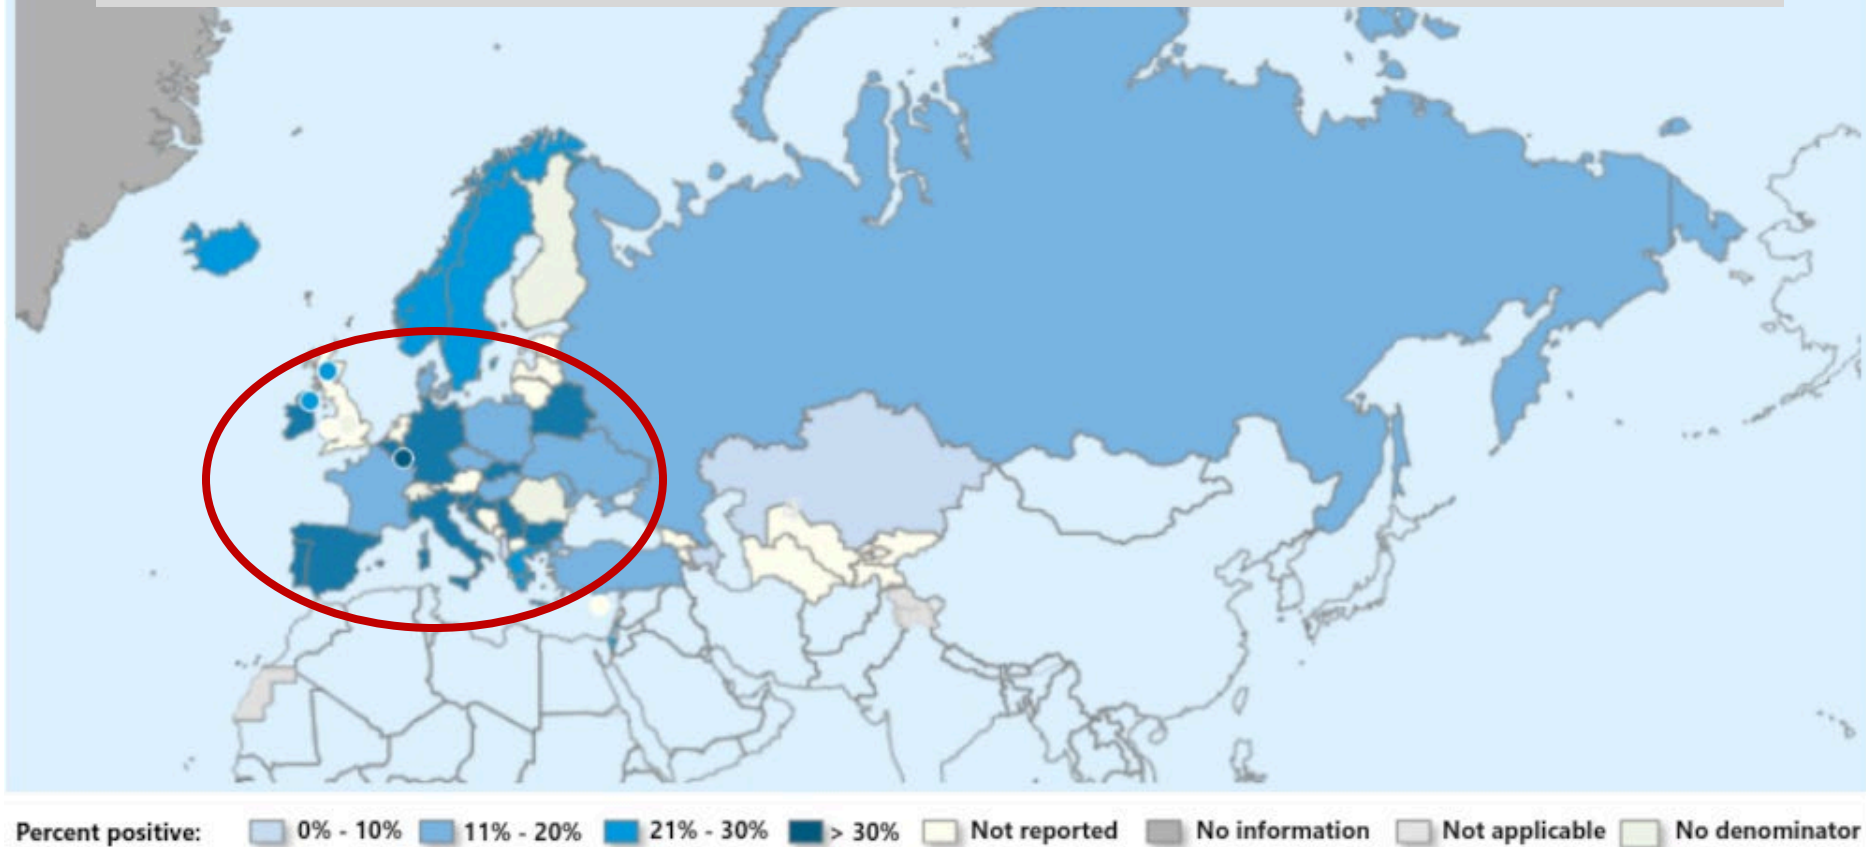 Percent positive: 0% - 10% 11% - 20% 21% - 30% > 30% Not reported No information Not applicable No denominator